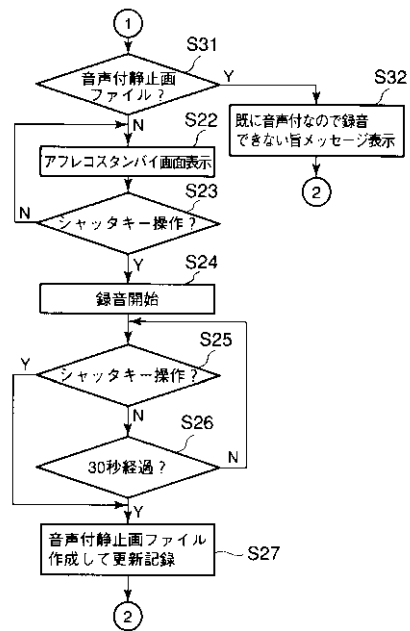 1
S31
音声付静止画
ファイル？
Y
N
S32
既に音声付なので録音
できない旨メッセージ表示
2
S22
アフレコスタンバイ画面表示
S23
シャッタキー操作？
N
Y
S24
録音開始
S25
シャッタキー操作？
Y
N
S26
30秒経過？
N
Y
音声付静止画ファイル
作成して更新記録
S27
2